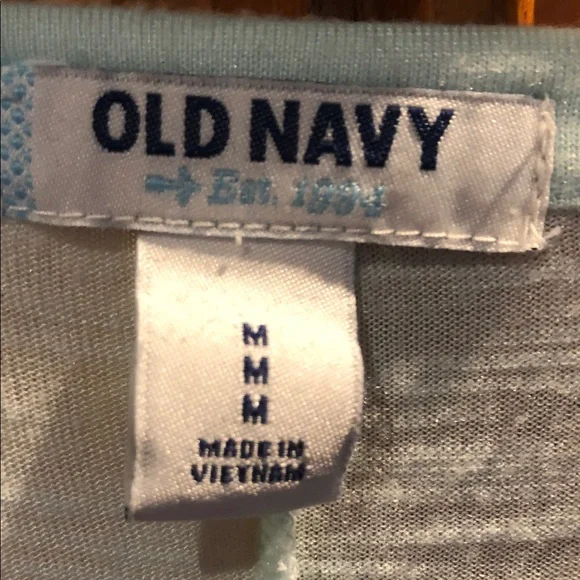 OLD NAVY
Est. 1994
M
M
M
MADE IN
VIETNAM